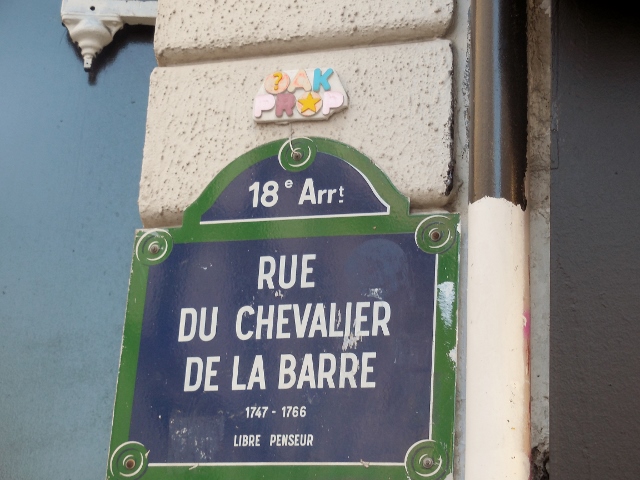 OAK
PROP
18e Arrt
RUE
DU CHEVALIER
DE LA BARRE
1747 - 1766
LIBRE PENSEUR